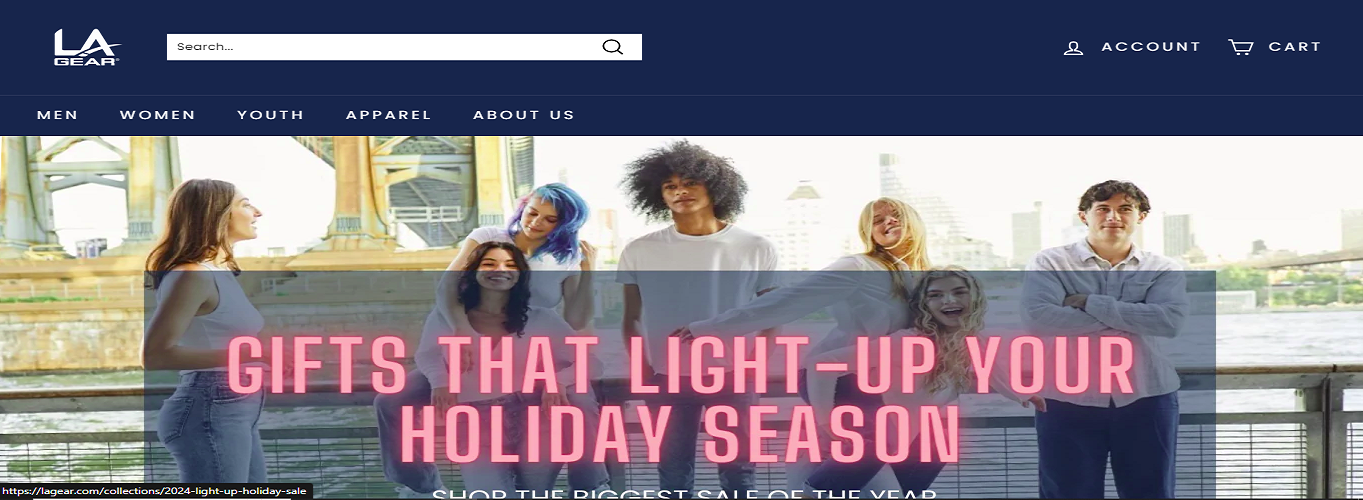 LA
GEAR
Search...
ACCOUNT
CART
MEN
WOMEN
YOUTH
APPAREL
ABOUT US
GIFTS THAT LIGHT-UP YOUR
HOLIDAY SEASON
SHOP THE BIGGEST SALE OF THE YEAR
https://lagear.com/collections/2024-light-up-holiday-sale